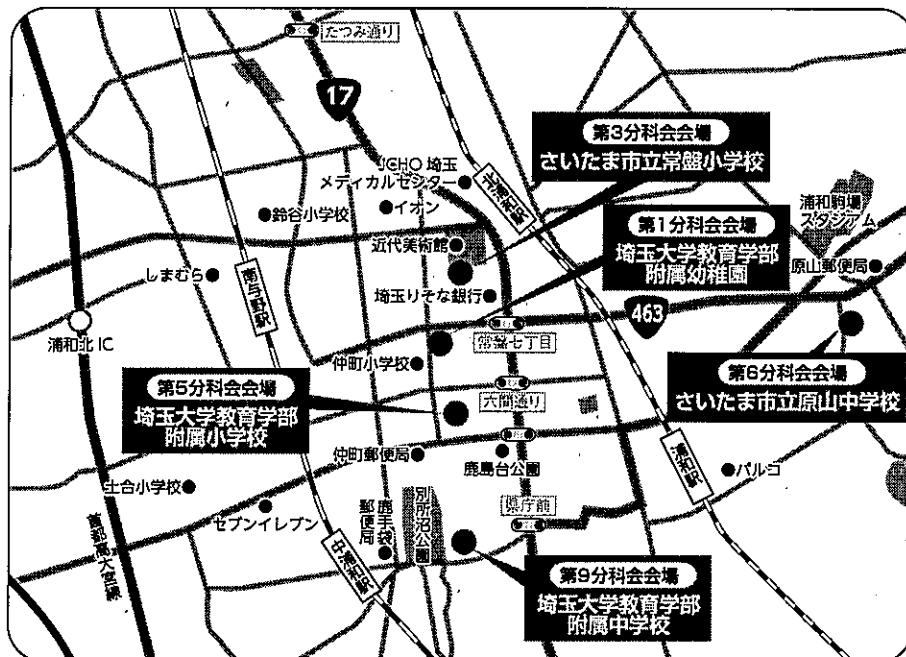 たつみ通り
17
第3分科会会場
さいたま市立常盤小学校
JCHO 埼玉
メディカルセンター
北浦和駅
イオン
鈴谷小学校
第1分科会会場
埼玉大学教育学部
附属幼稚園
浦和駒場
スタジアム
近代美術館
原山郵便局
しまむら
南与野駅
埼玉りそな銀行
463
浦和北 IC
常盤七丁目
仲町小学校
第5分科会会場
埼玉大学教育学部
附属小学校
第6分科会会場
さいたま市立原山中学校
六間通り
仲町郵便局
鹿島台公園
浦和駅
パルコ
土合小学校
セブンイレブン
首都高大宮線
中浦和駅
鹿手袋
郵便局
別所沼公園
県庁前
第9分科会会場
埼玉大学教育学部
附属中学校